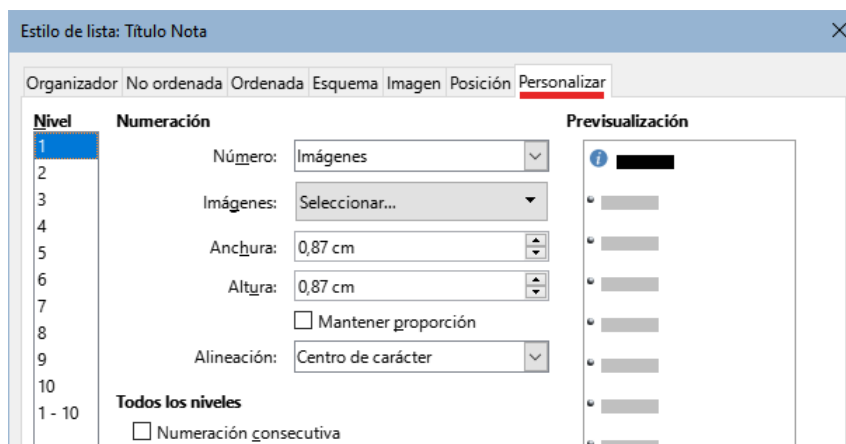 Estilo de lista: Título Nota
Organizador No ordenada Ordenada Esquema Imagen Posición Personalizar
Nivel
1
2
3
4
5
6
7
8
9
10
1 - 10
Numeración
Número: Imágenes
Imágenes: Seleccionar...
Anchura: 0,87 cm
Altura: 0,87 cm
Mantener proporción
Alineación: Centro de carácter
Todos los niveles
Numeración consecutiva
Previsualización